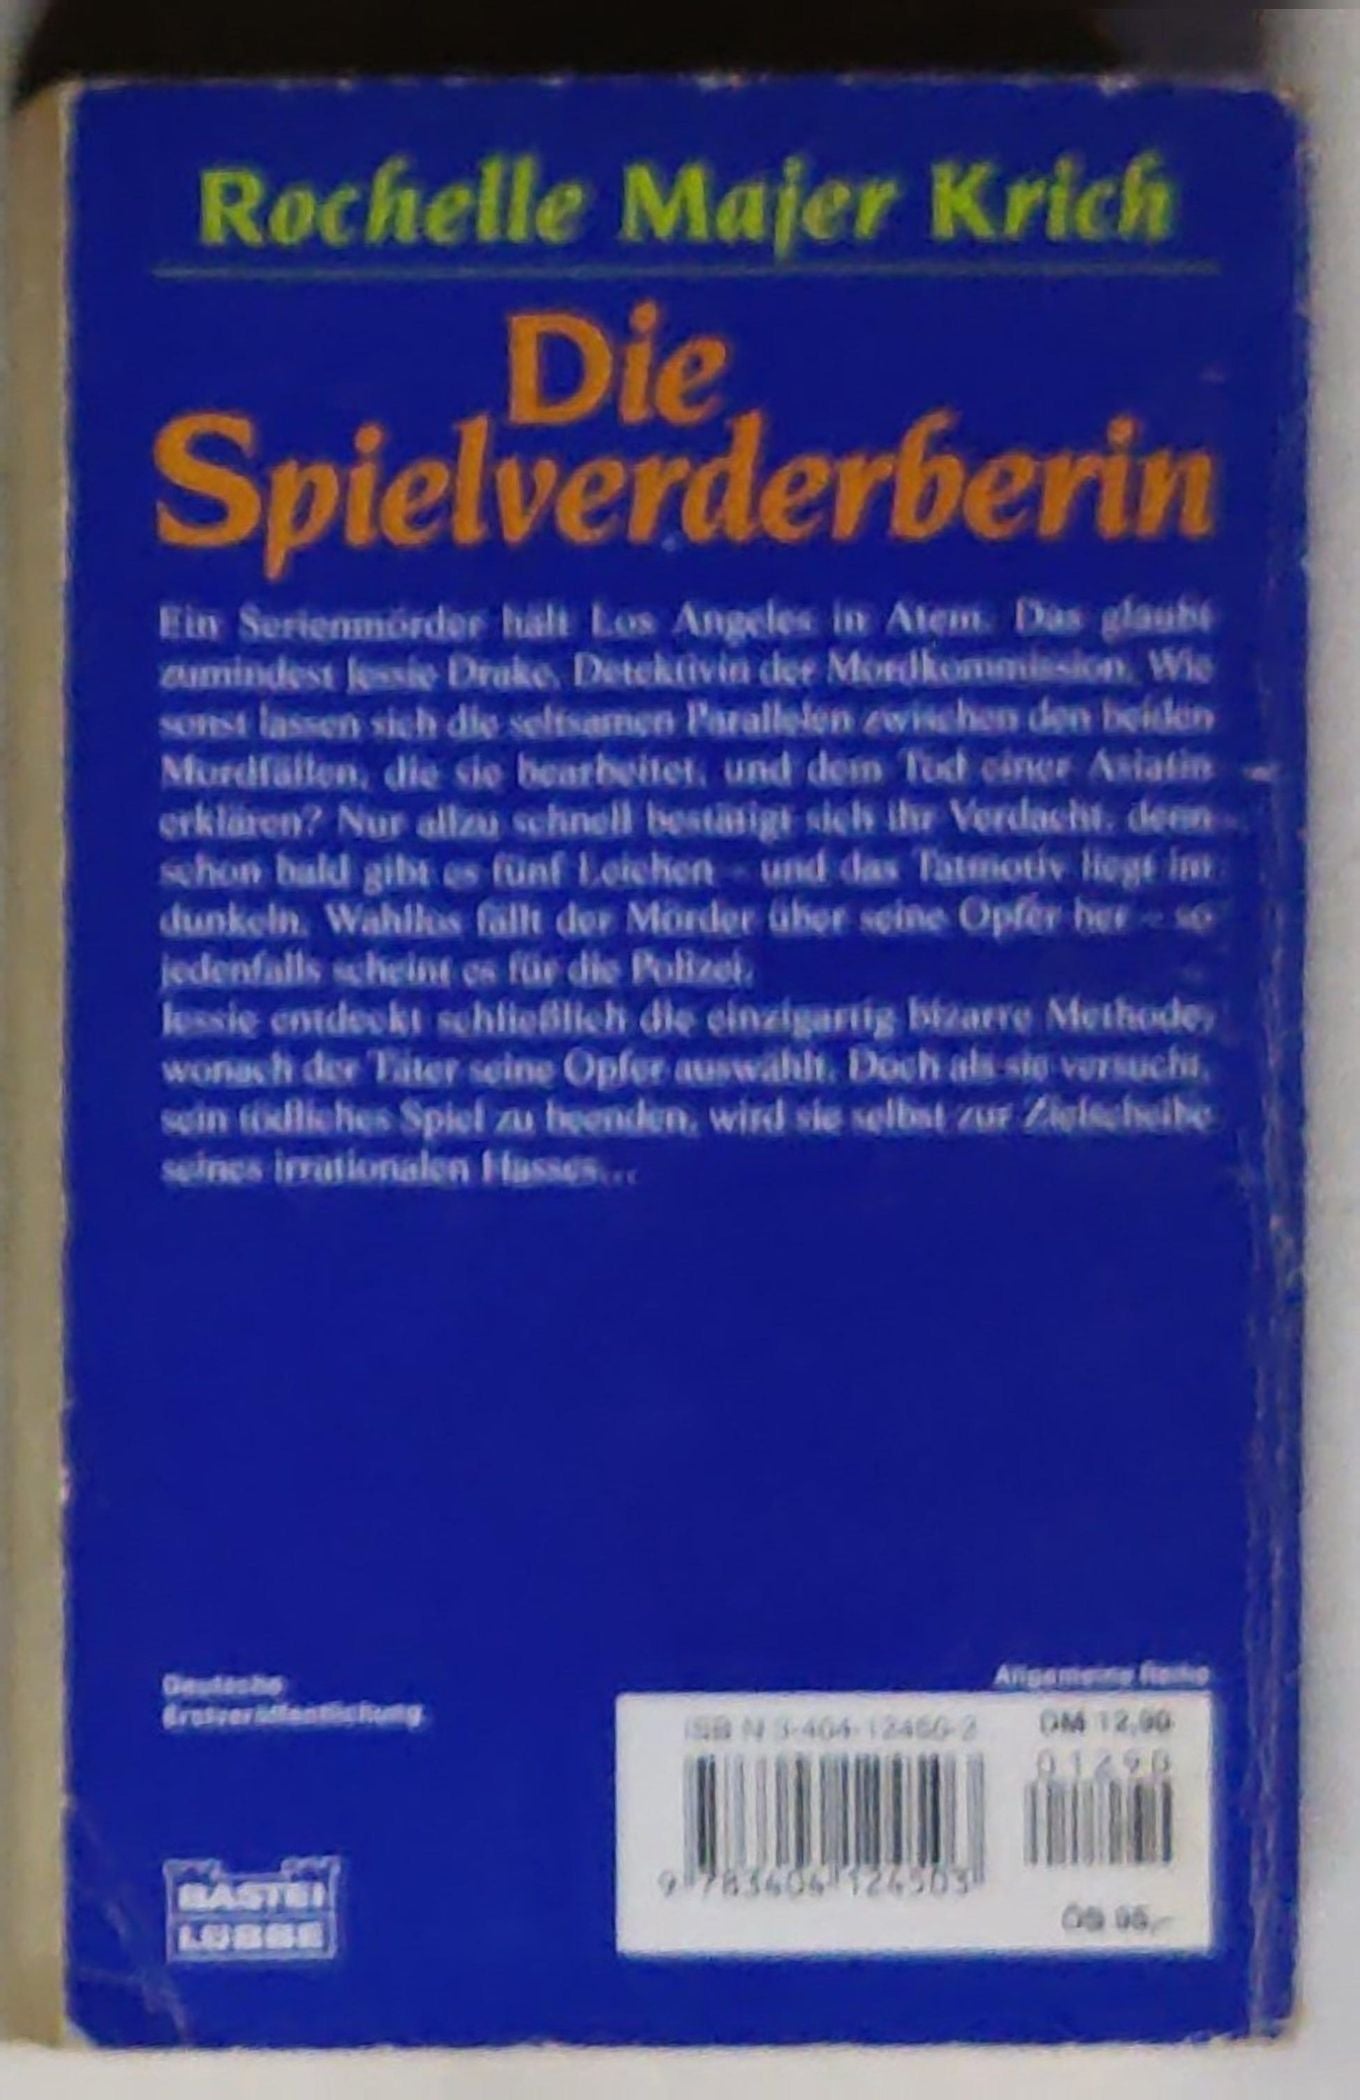 Rochelle Majer Krich
Die
Spielverderberin
Ein Serienmörder hält Los Angeles in Atem. Das glaubt
zumindest Jessie Drake, Detektivin der Mordkommission. Wie
sonst lassen sich die seltsamen Parallelen zwischen den beiden
Mordfällen, die sie bearbeitet, und dem Tod einer Asiatin
erklären? Nur allzu schnell bestätigt sich ihr Verdacht, denn
schon bald gibt es fünf Leichen – und das Tatmotiv liegt im
dunkeln. Wahllos fällt der Mörder über seine Opfer her – so
jedenfalls scheint es für die Polizei.
Jessie entdeckt schließlich die einzigartig bizarre Methode,
wonach der Täter seine Opfer auswählt. Doch als sie versucht,
sein tödliches Spiel zu beenden, wird sie selbst zur Zielscheibe
seines irrationalen Hasses...
Deutsche
Erstveröffentlichung
Allgemeine Reihe
ISBN 3-404-12450-2
DM 12,90
01290
9 783404 124503
ÖS 95,-
BASTEI
LÜBBE